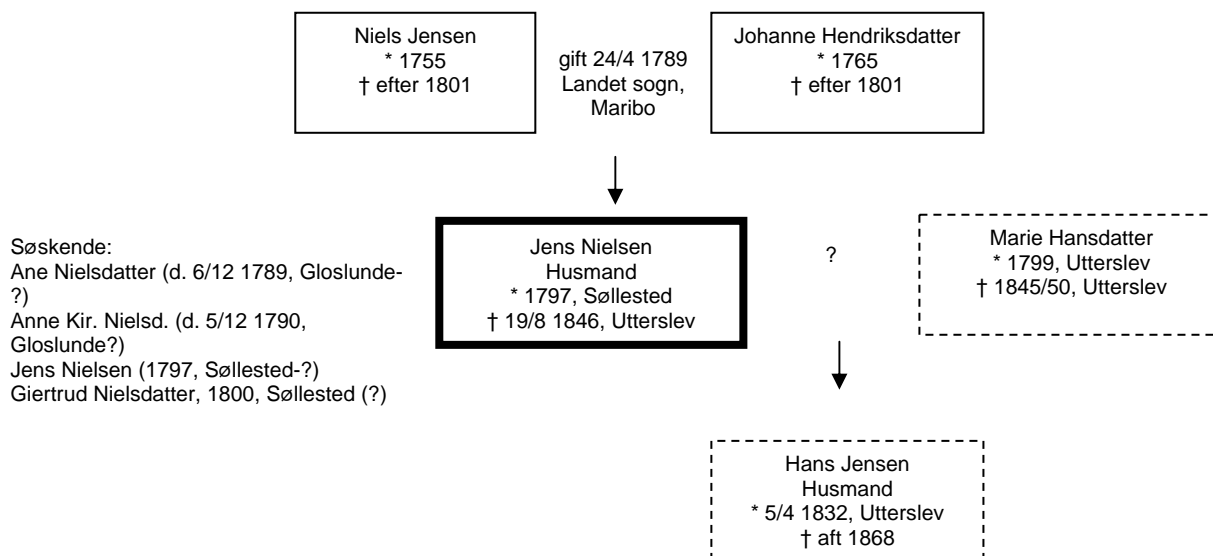 Niels Jensen
* 1755
† efter 1801
gift 24/4 1789
Landet sogn,
Maribo
Johanne Hendriksdatter
* 1765
† efter 1801
Søskende:
Ane Nielsdatter (d. 6/12 1789, Gloslunde-
?)
Anne Kir. Nielsd. (d. 5/12 1790,
Gloslunde?)
Jens Nielsen (1797, Søllested-?)
Giertrud Nielsdatter, 1800, Søllested (?)
Jens Nielsen
Husmand
* 1797, Søllested
† 19/8 1846, Utterslev
?
Marie Hansdatter
* 1799, Utterslev
† 1845/50, Utterslev
Hans Jensen
Husmand
* 5/4 1832, Utterslev
† aft 1868